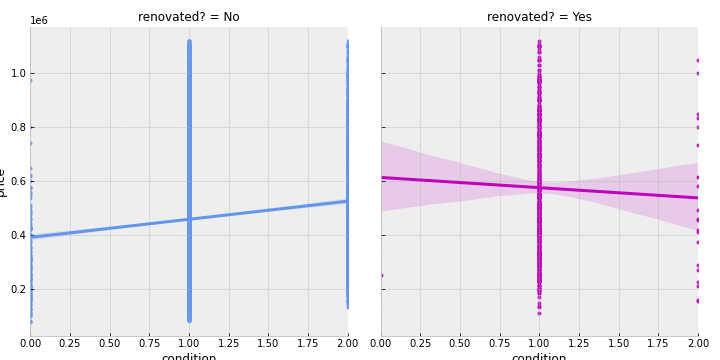 renovated? = No
renovated? = Yes
1e6
1.0
0.8
0.6
0.4
0.2
price
0.00 0.25 0.50 0.75 1.00 1.25 1.50 1.75 2.00
0.00 0.25 0.50 0.75 1.00 1.25 1.50 1.75 2.00
condition
condition